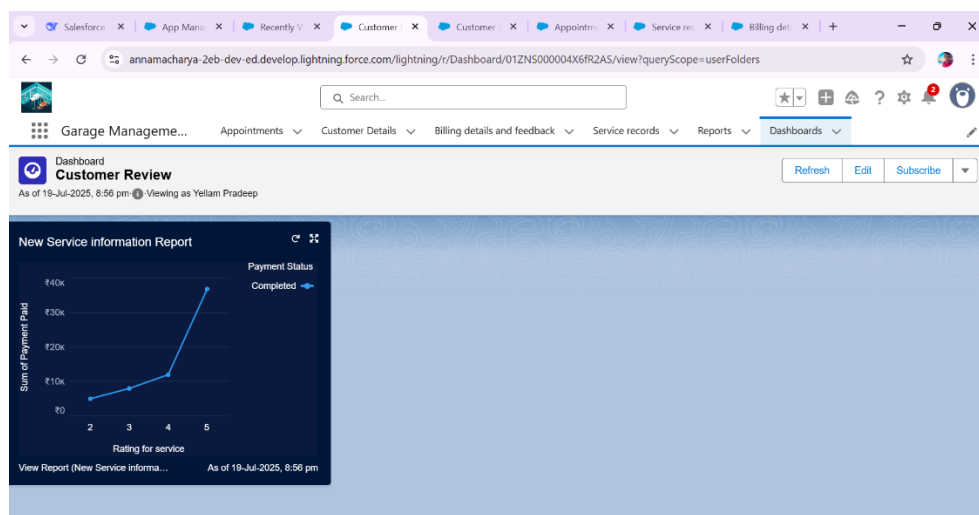 Salesforce
App Mana
Recently V
Customer
Customer
Appointm
Service rec
Billing det
annamacharya-2eb-dev-ed.develop.lightning.force.com/lightning/r/Dashboard/01ZNS000004X6fR2AS/view?queryScope=userFolders
Search...
2
Garage Manageme...
Appointments
Customer Details
Billing details and feedback
Service records
Reports
Dashboards
Dashboard
Customer Review
As of 19-Jul-2025, 8:56 pm·Viewing as Yellam Pradeep
Refresh
Edit
Subscribe
New Service information Report
Payment Status
Completed
Sum of Payment Paid
₹40K
₹30K
₹20K
₹10K
₹0
2 3 4 5
Rating for service
View Report (New Service informa...
As of 19-Jul-2025, 8:56 pm